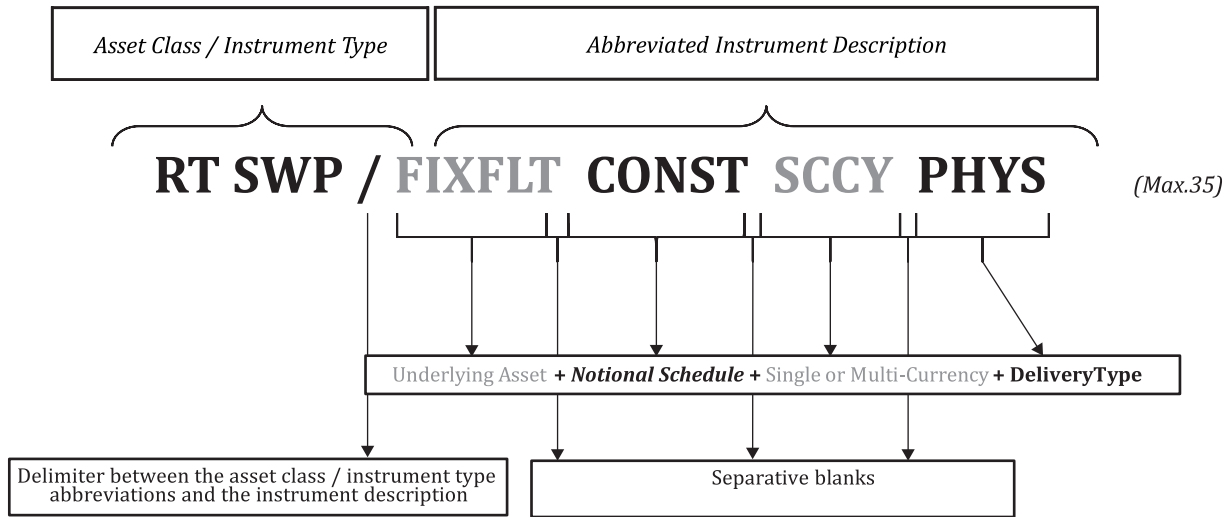 Asset Class / Instrument Type
Abbreviated Instrument Description
RT SWP / FIXFLT CONST SCCY PHYS
(Max.35)
Underlying Asset + Notional Schedule + Single or Multi-Currency + DeliveryType
Delimiter between the asset class / instrument type
abbreviations and the instrument description
Separative blanks